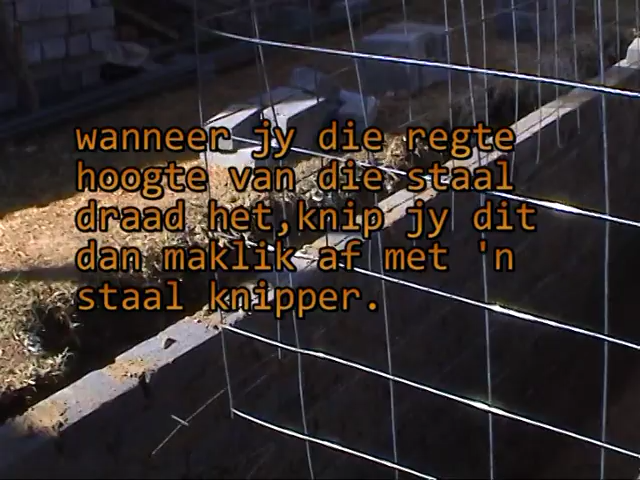 wanneer jy die regte
hoogte van die staal
draad het,knip jy dit
dan maklik af met 'n
staal knipper.